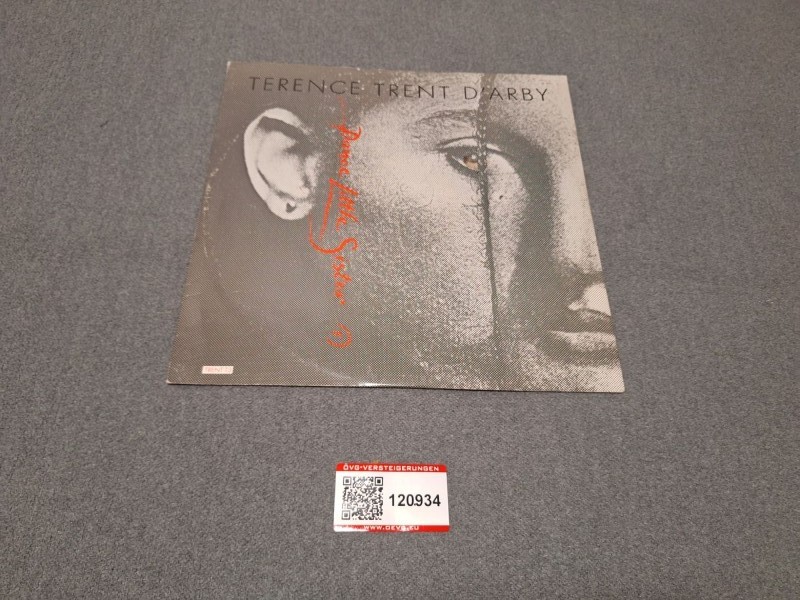 TERENCE TRENT D'ARBY
Dance Little Sister
ÖVG-VERSTEIGERUNGEN
120934
WWW.OEVG.EU